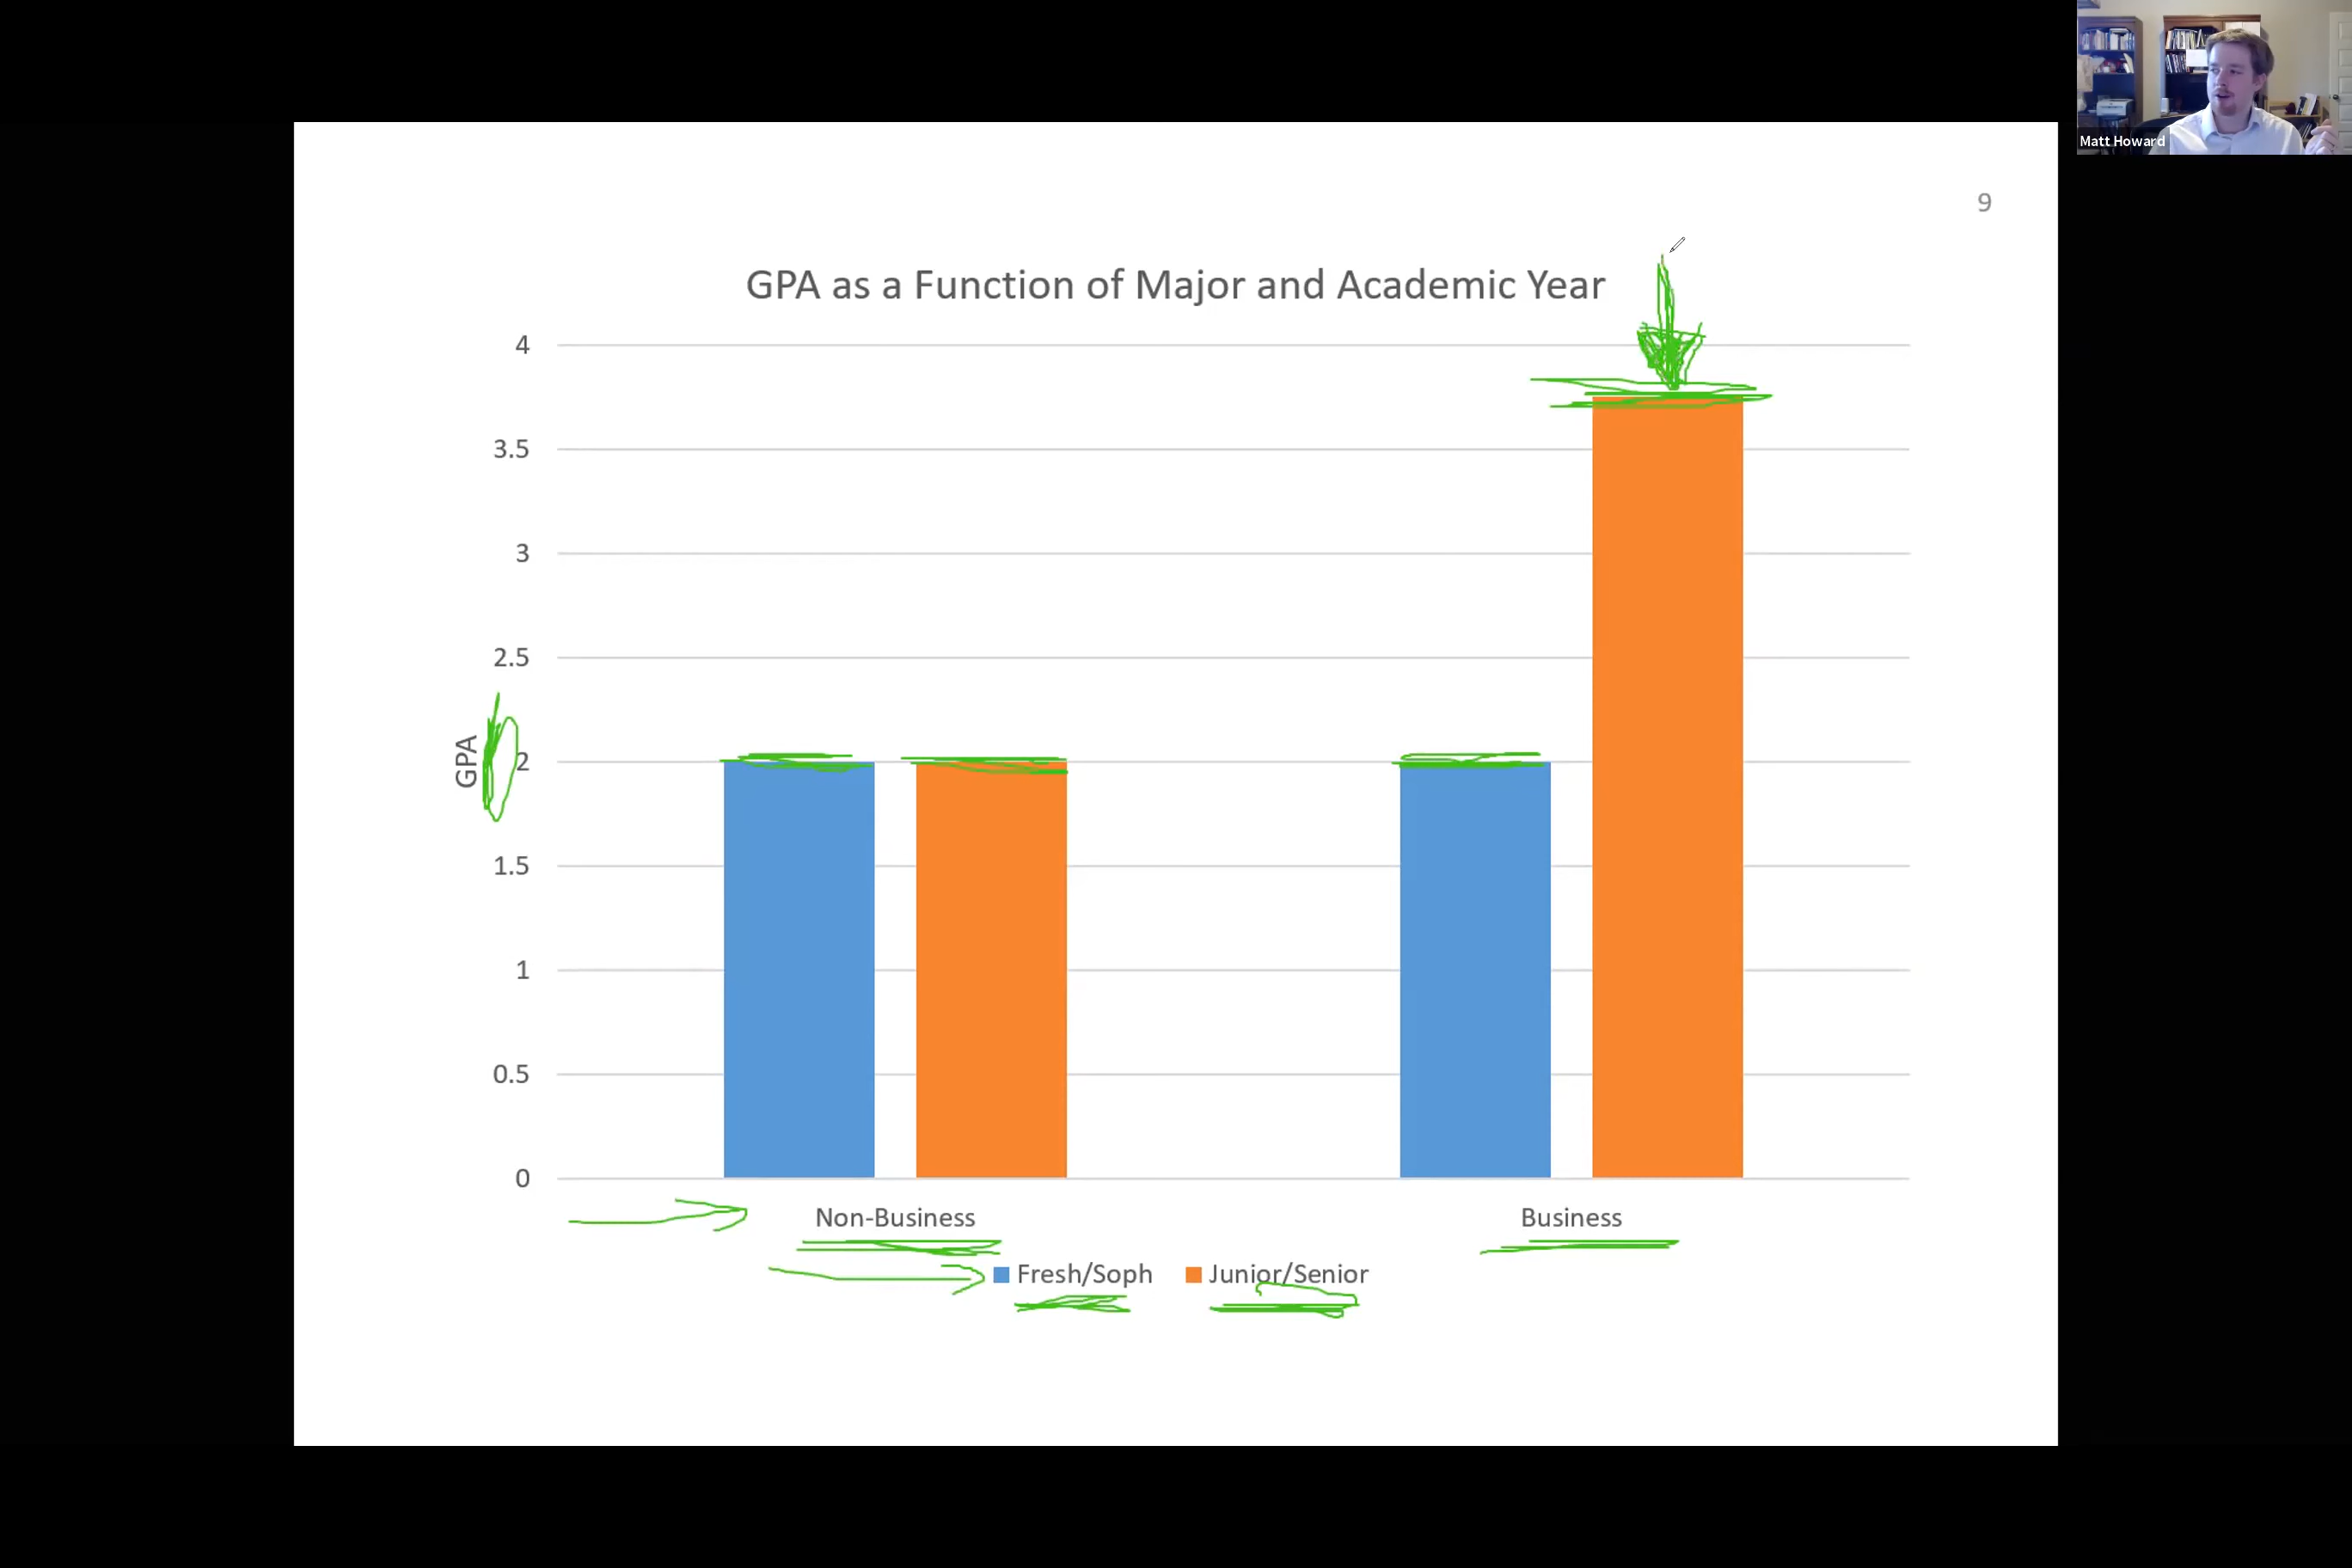 Matt Howard
9
GPA as a Function of Major and Academic Year
4
3.5
3
2.5
2
1.5
1
0.5
0
GPA
Non-Business Business
Fresh/Soph Junior/Senior